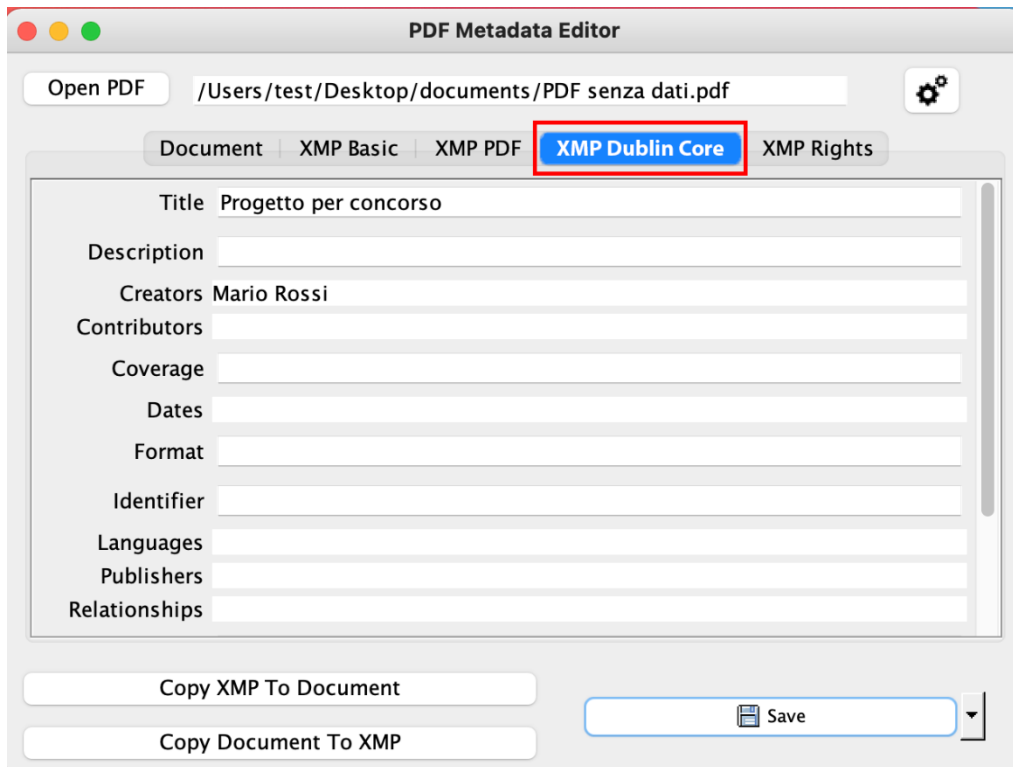 PDF Metadata Editor
Open PDF /Users/test/Desktop/documents/PDF senza dati.pdf
Document XMP Basic XMP PDF XMP Dublin Core XMP Rights
Title Progetto per concorso
Description
Creators Mario Rossi
Contributors
Coverage
Dates
Format
Identifier
Languages
Publishers
Relationships
Copy XMP To Document
Save
Copy Document To XMP